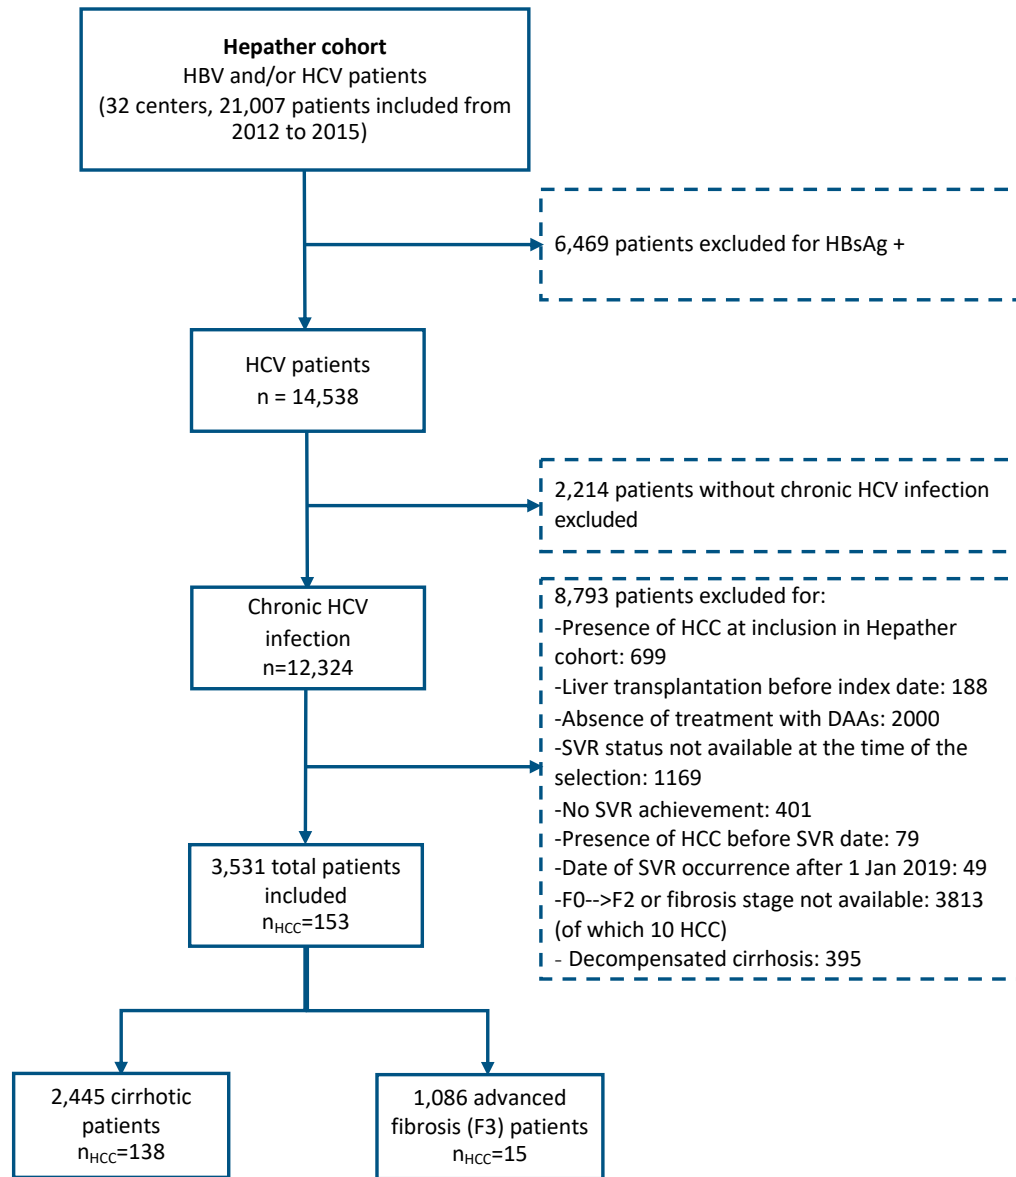 Hepather cohort
HBV and/or HCV patients
(32 centers, 21,007 patients included from
2012 to 2015)
6,469 patients excluded for HBsAg +
HCV patients
n = 14,538
2,214 patients without chronic HCV infection
excluded
Chronic HCV
infection
n=12,324
8,793 patients excluded for:
-Presence of HCC at inclusion in Hepather
cohort: 699
-Liver transplantation before index date: 188
-Absence of treatment with DAAs: 2000
-SVR status not available at the time of the
selection: 1169
-No SVR achievement: 401
-Presence of HCC before SVR date: 79
-Date of SVR occurrence after 1 Jan 2019: 49
-F0-->F2 or fibrosis stage not available: 3813
(of which 10 HCC)
- Decompensated cirrhosis: 395
3,531 total patients
included
nHCC=153
2,445 cirrhotic
patients
nHCC=138
1,086 advanced
fibrosis (F3) patients
nHCC=15